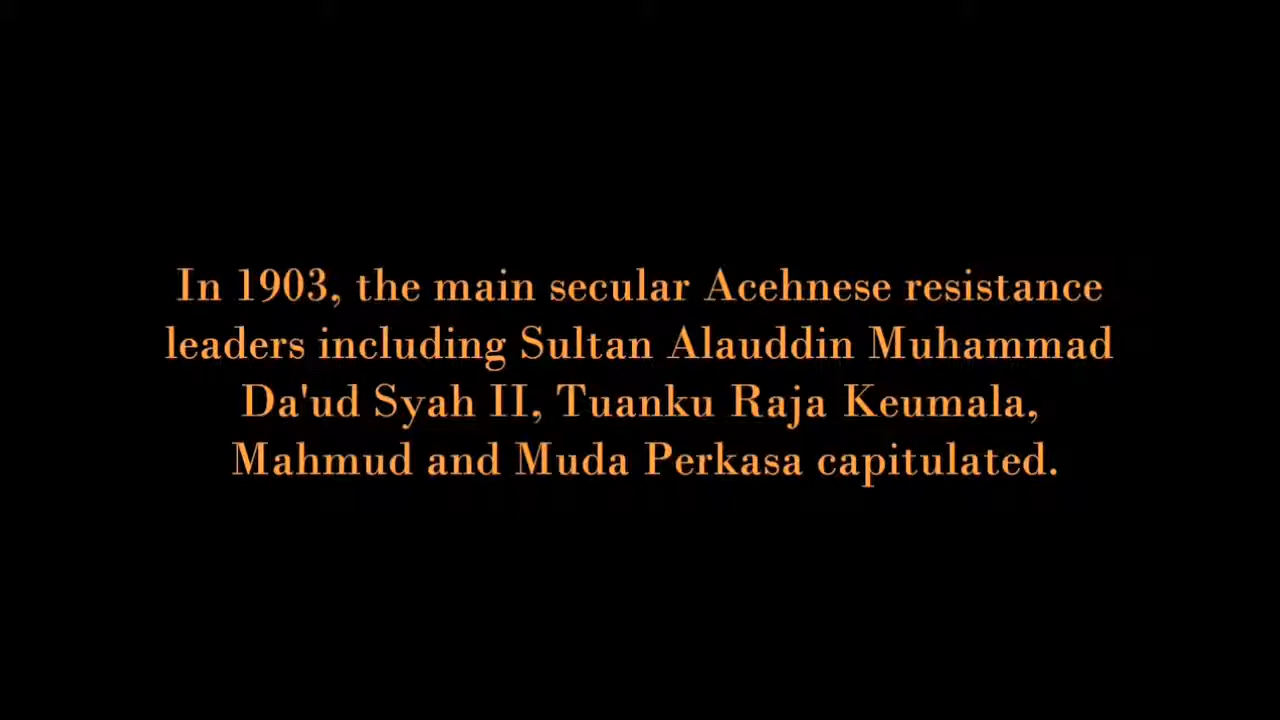 In 1903, the main secular Acehnese resistance
leaders including Sultan Alauddin Muhammad
Da'ud Syah II, Tuanku Raja Keumala,
Mahmud and Muda Perkasa capitulated.